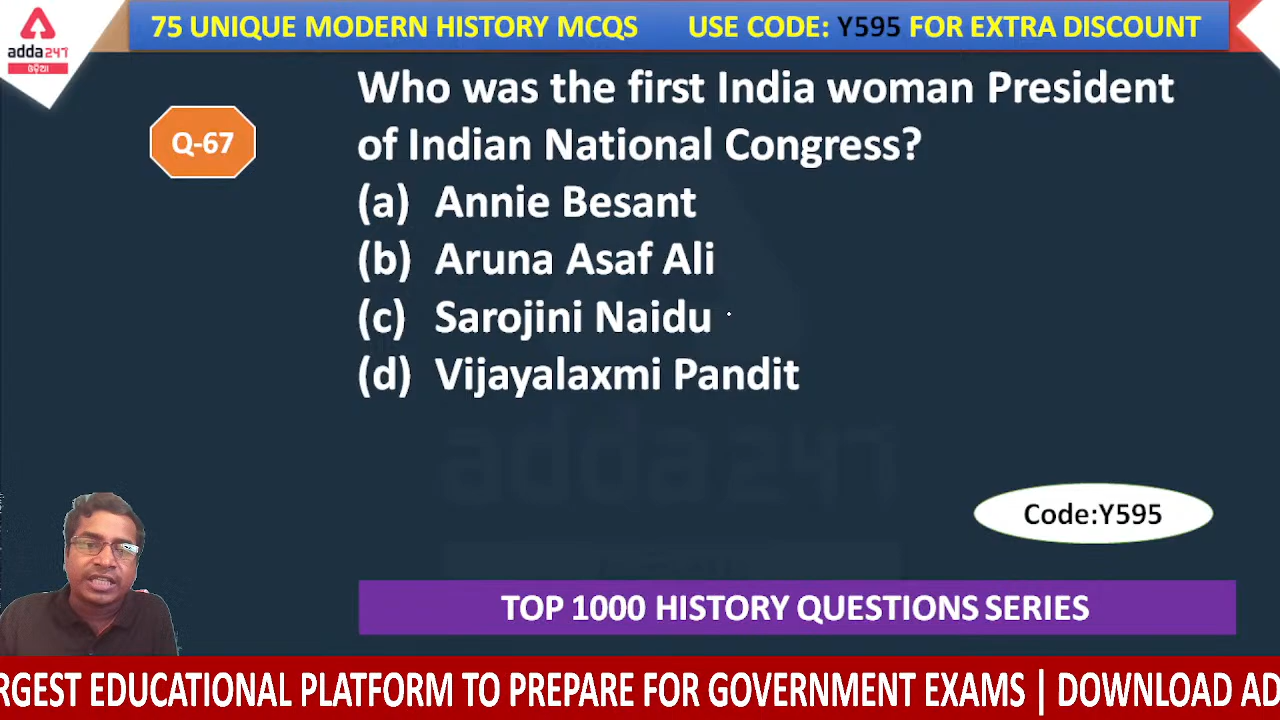 75 UNIQUE MODERN HISTORY MCQS USE CODE: Y595 FOR EXTRA DISCOUNT
adda247
ଓଡ଼ିଆ
Who was the first India woman President
of Indian National Congress?
Q-67
(a) Annie Besant
(b) Aruna Asaf Ali
(c) Sarojini Naidu
(d) Vijayalaxmi Pandit
adda247
Code:Y595
TOP 1000 HISTORY QUESTIONS SERIES
RGEST EDUCATIONAL PLATFORM TO PREPARE FOR GOVERNMENT EXAMS | DOWNLOAD AD